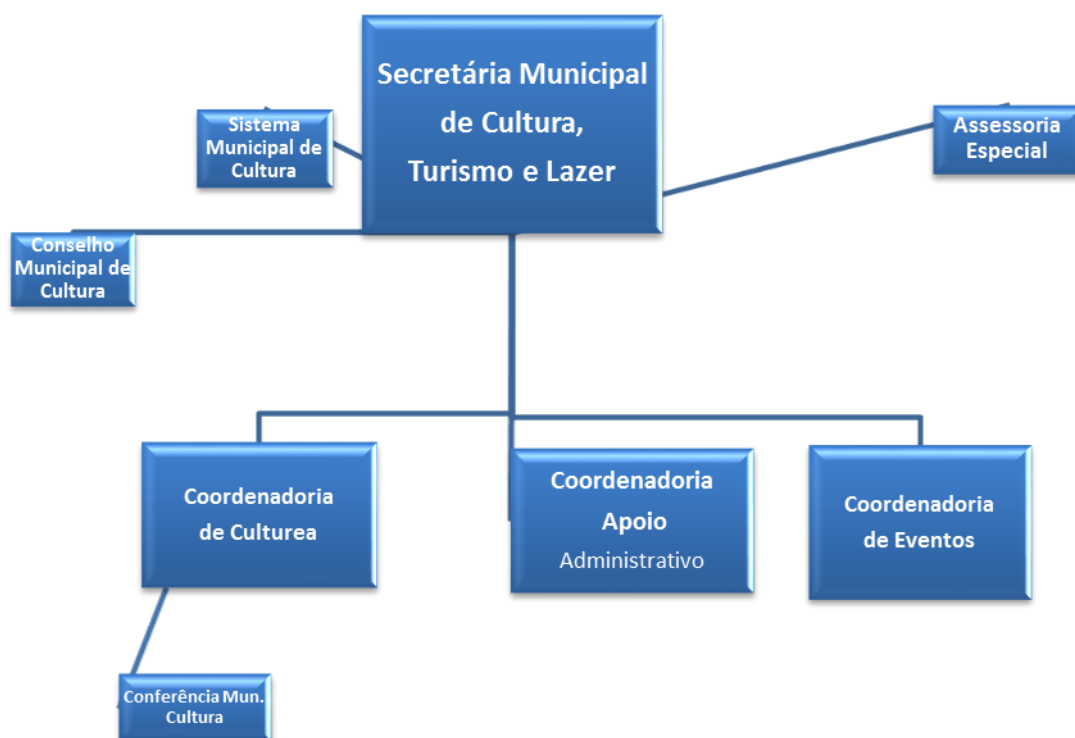 Secretária Municipal
de Cultura,
Turismo e Lazer
Sistema
Municipal de
Cultura
Assessoria
Especial
Conselho
Municipal de
Cultura
Coordenadoria
de Culturea
Coordenadoria
Apoio
Administrativo
Coordenadoria
de Eventos
Conferência Mun.
Cultura